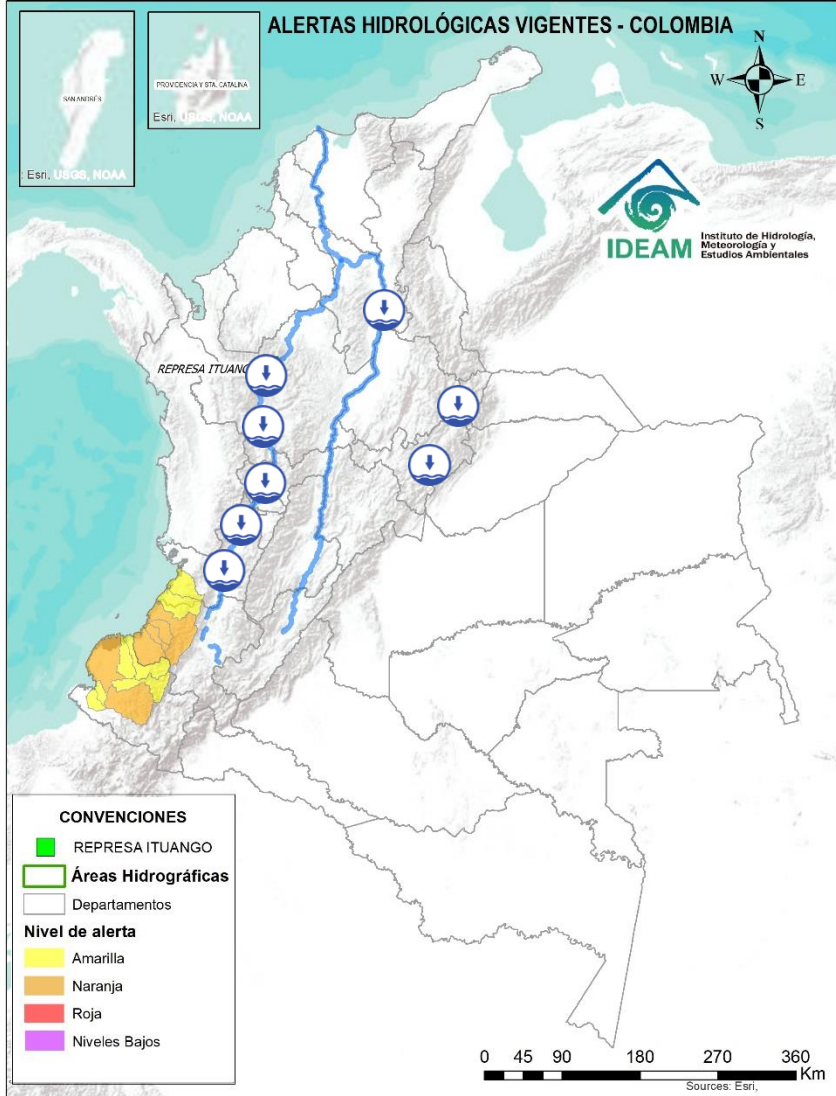 ALERTAS HIDROLÓGICAS VIGENTES - COLOMBIA
SAN ANDRÉS
: Esri, USGS, NOAA
PROVIDENCIA Y STA. CATALINA
Esri, USGS, NOAA
N
W E
S
IDEAM
Instituto de Hidrología,
Meteorología y
Estudios Ambientales
REPRESA ITUANGO
CONVENCIONES
REPRESA ITUANGO
Áreas Hidrográficas
Departamentos
Nivel de alerta
Amarilla
Naranja
Roja
Niveles Bajos
0 45 90 180 270 360
Km
Sources: Esri,